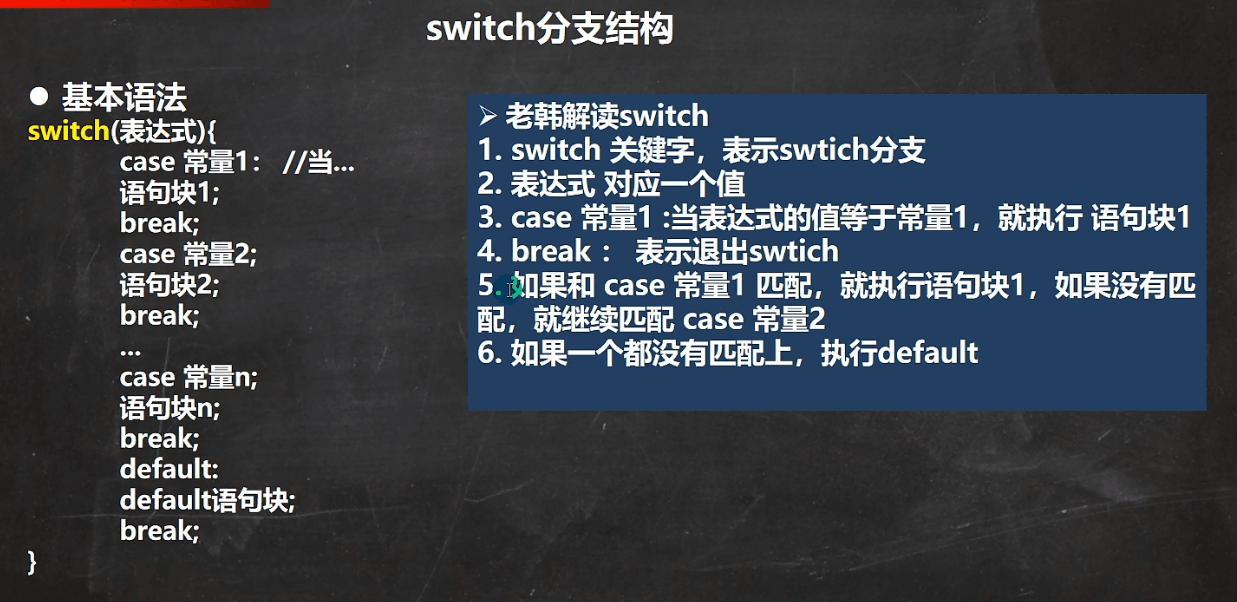 switch分支结构
● 基本语法
switch(表达式){
case 常量1： //当...
语句块1;
break;
case 常量2;
语句块2;
break;
...
case 常量n;
语句块n;
break;
default:
default语句块;
break;
}
➢ 老韩解读switch
1. switch 关键字，表示swtich分支
2. 表达式 对应一个值
3. case 常量1 :当表达式的值等于常量1，就执行 语句块1
4. break ： 表示退出swtich
5. 如果和 case 常量1 匹配，就执行语句块1，如果没有匹
配，就继续匹配 case 常量2
6. 如果一个都没有匹配上，执行default